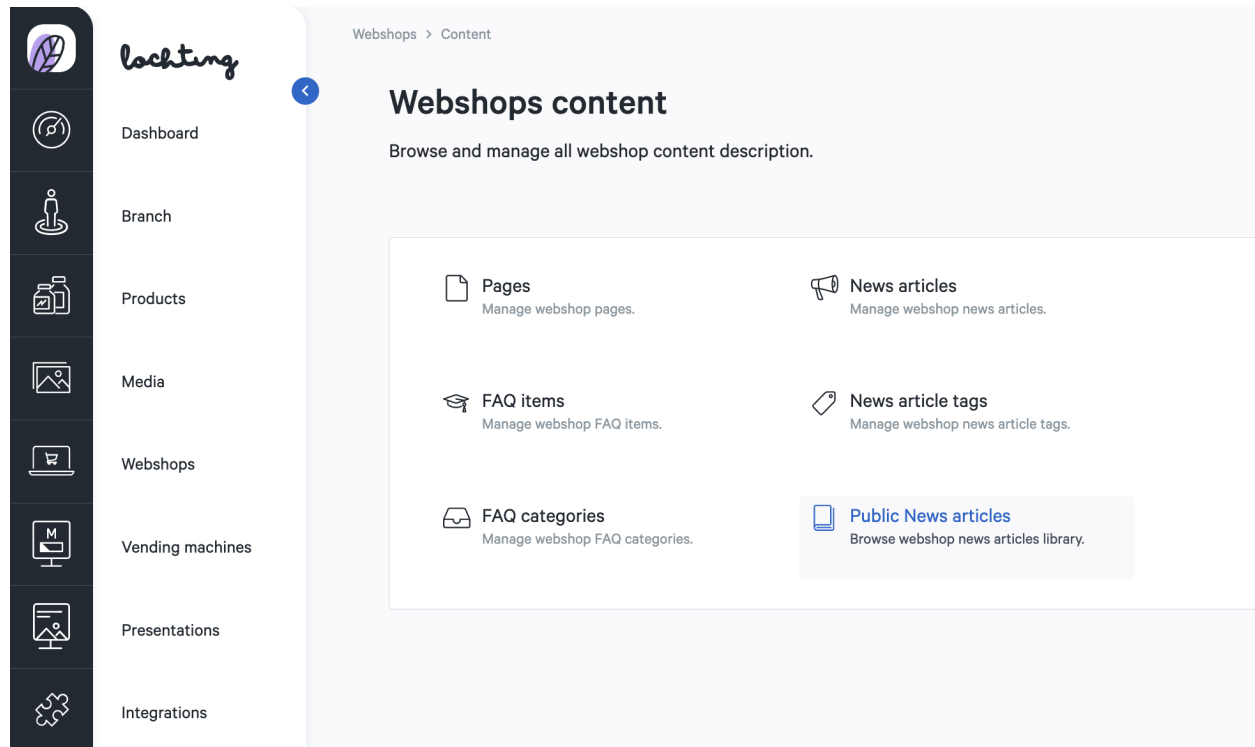 lochting
Webshops > Content
Webshops content
Browse and manage all webshop content description.
Dashboard
Branch
Products
Media
Webshops
M
Vending machines
Presentations
Integrations
Pages
Manage webshop pages.
News articles
Manage webshop news articles.
FAQ items
Manage webshop FAQ items.
News article tags
Manage webshop news article tags.
FAQ categories
Manage webshop FAQ categories.
Public News articles
Browse webshop news articles library.